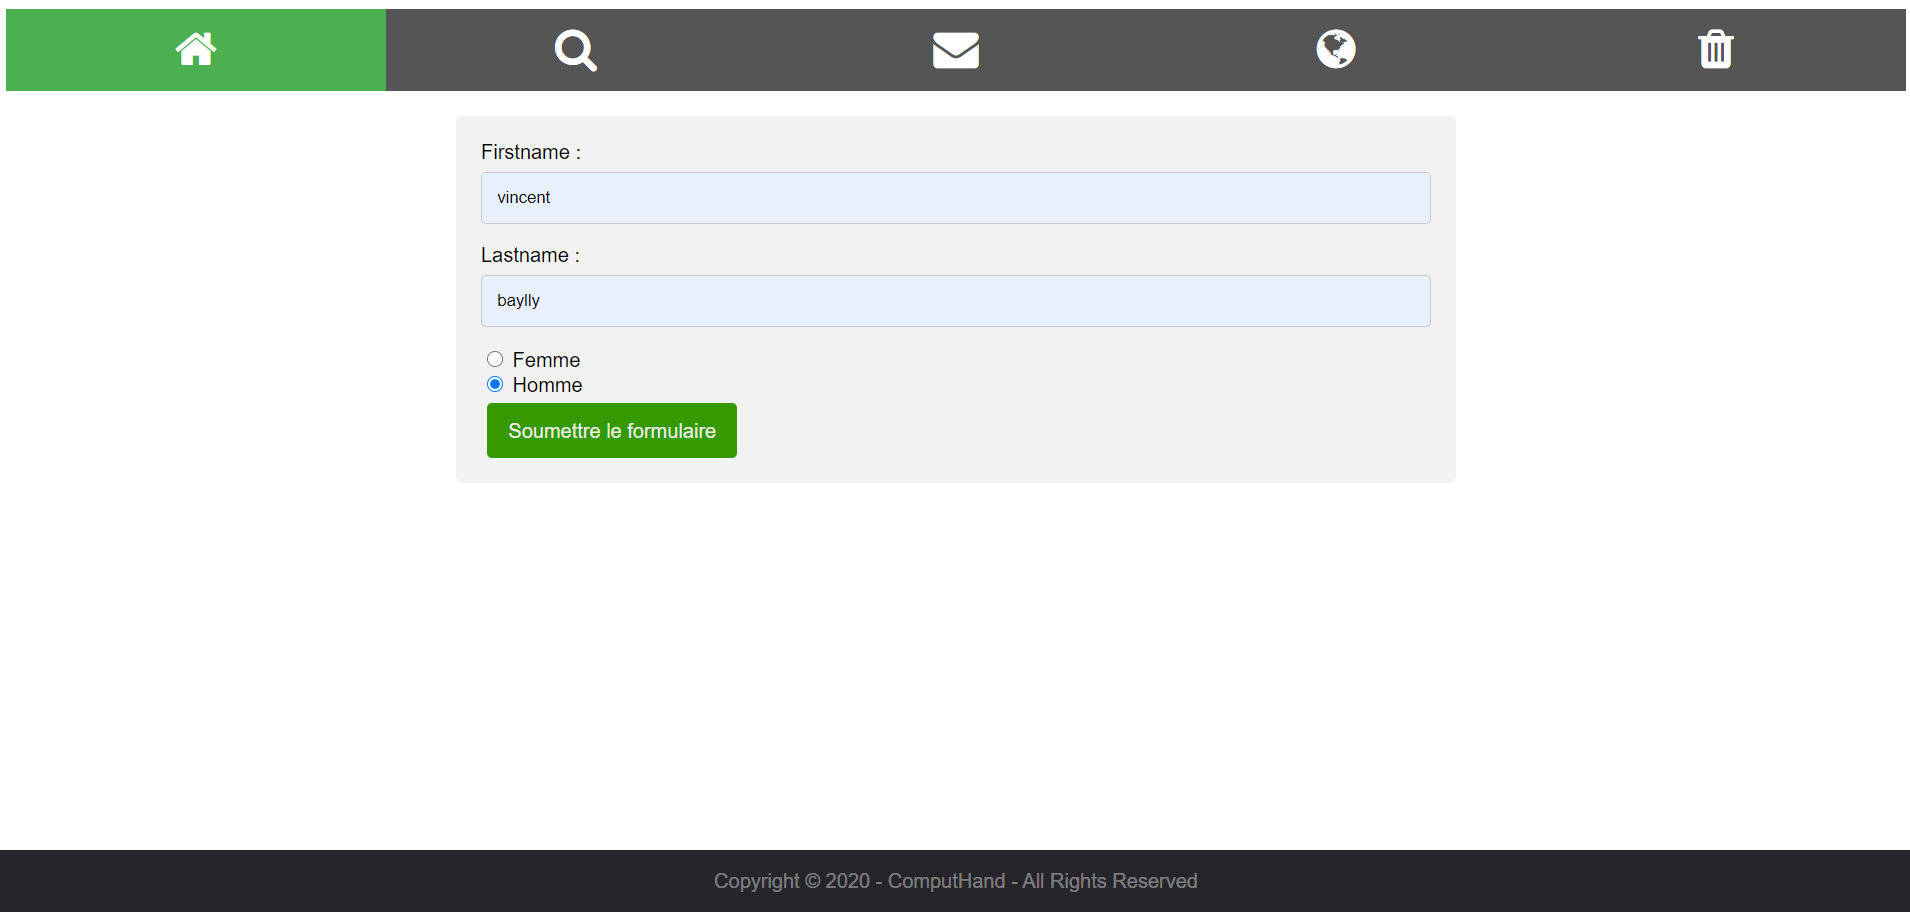 Firstname :
vincent
Lastname :
baylly
Femme
Homme
Soumettre le formulaire
Copyright © 2020 - ComputHand - All Rights Reserved